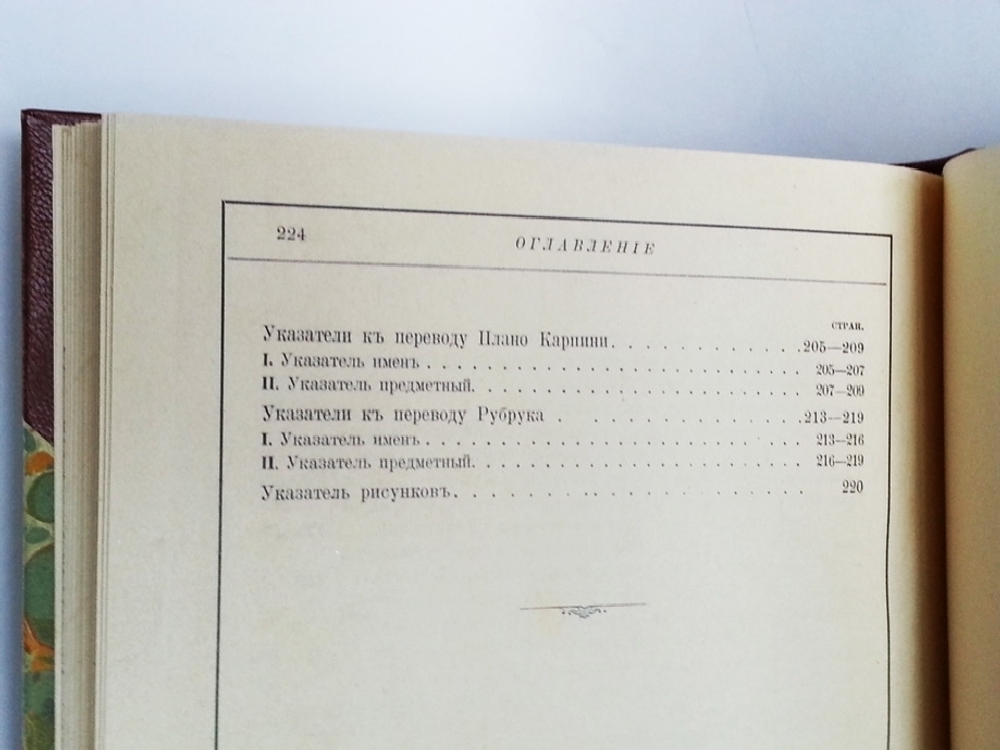 224 ОГЛАВЛЕНІЕ
СТРАН.
Указатели къ переводу Плано Карпини. . . . . . . . . . . .205—209
I. Указатель именъ . . . . . . . . . . . . . . . . . . . . . . . . . . . . 205—207
II. Указатель предметный. . . . . . . . . . . . . . . . . . . . . . . . 207—209
Указатели къ переводу Рубрука . . . . . . . . . . . . . . . .213—219
I. Указатель именъ . . . . . . . . . . . . . . . . . . . . . . . . . . . . 213—216
II. Указатель предметный. . . . . . . . . . . . . . . . . . . . . . . . 216—219
Указатель рисунковъ. . . . . . . . . . . . . . . . . . . . 220